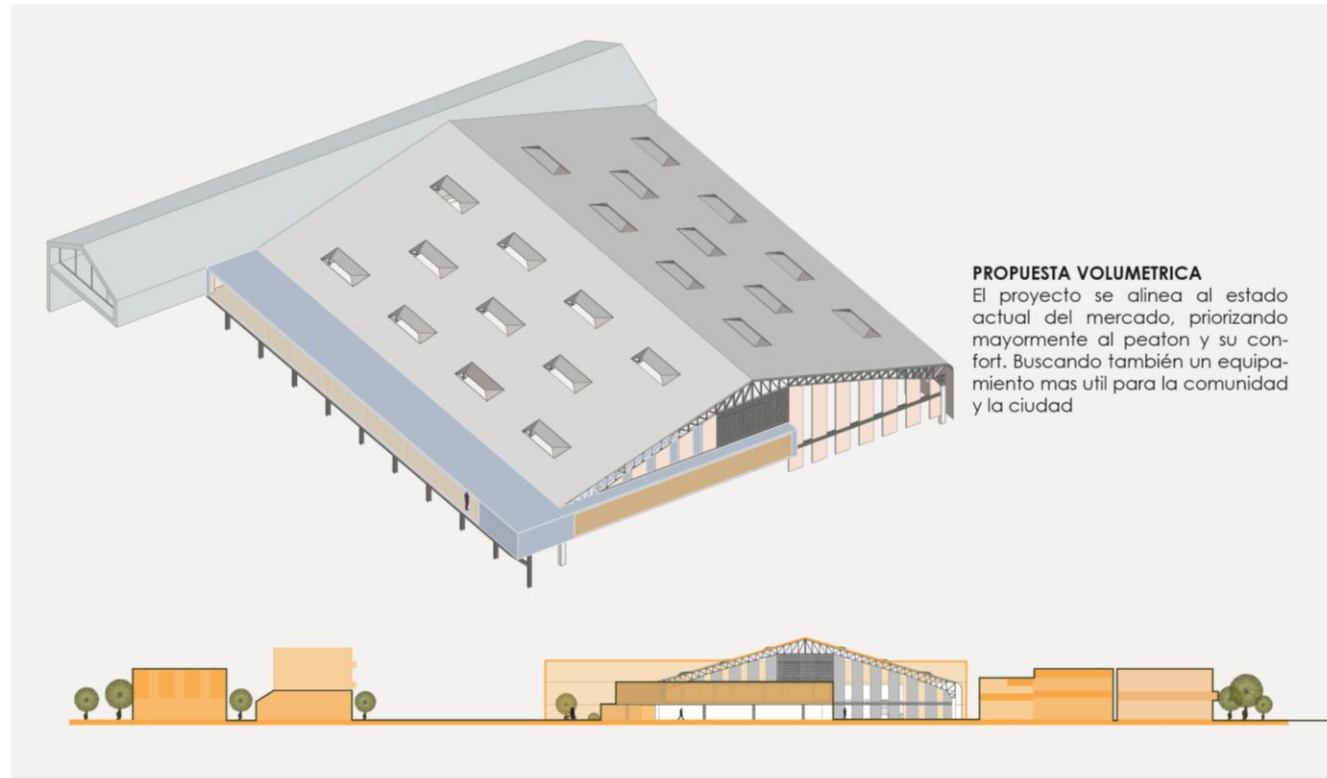 PROPUESTA VOLUMETRICA
El proyecto se alinea al estado
actual del mercado, priorizando
mayormente al peaton y su con-
fort. Buscando también un equipa-
miento mas util para la comunidad
y la ciudad